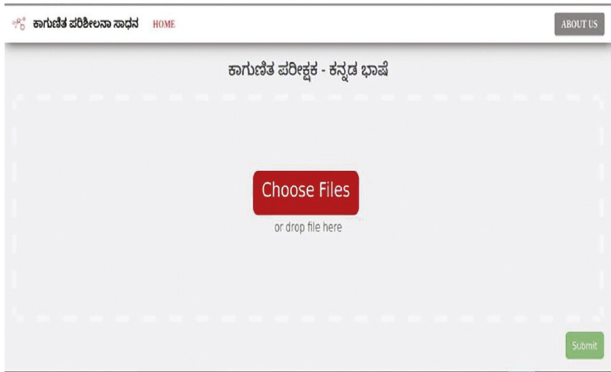 ಕಾಗುಣಿತ ಪರಿಶೀಲನಾ ಸಾಧನ HOME ABOUT US
ಕಾಗುಣಿತ ಪರೀಕ್ಷಕ - ಕನ್ನಡ ಭಾಷೆ
Choose Files
or drop file here
Submit